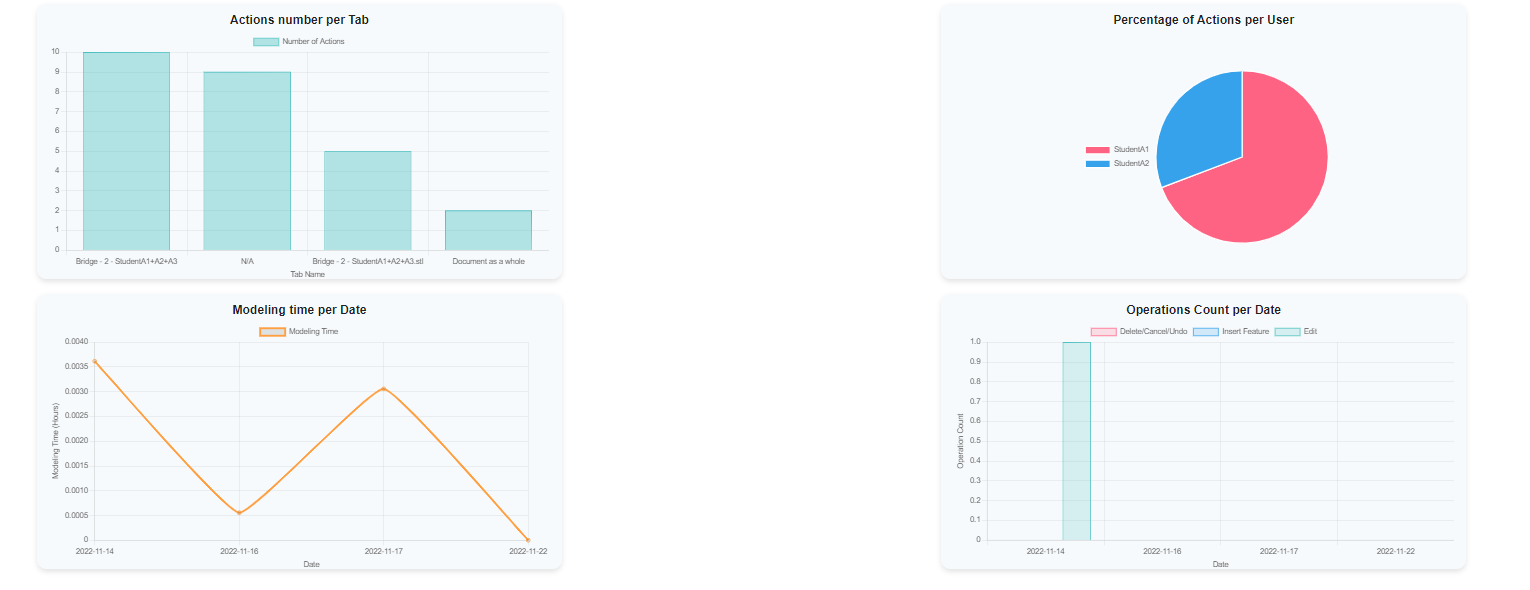 Actions number per Tab
Number of Actions
10
9
8
7
6
5
4
3
2
1
0
Bridge - 2 - StudentA1+A2+A3 N/A Bridge - 2 - StudentA1+A2+A3.stl Document as a whole
Tab Name
Percentage of Actions per User
StudentA1
StudentA2
Modeling time per Date
Modeling Time
Modeling Time (Hours)
0.0040
0.0035
0.0030
0.0025
0.0020
0.0015
0.0010
0.0005
0
2022-11-14 2022-11-16 2022-11-17 2022-11-22
Date
Operations Count per Date
Delete/Cancel/Undo Insert Feature Edit
Operation Count
1.0
0.9
0.8
0.7
0.6
0.5
0.4
0.3
0.2
0.1
0
2022-11-14 2022-11-16 2022-11-17 2022-11-22
Date